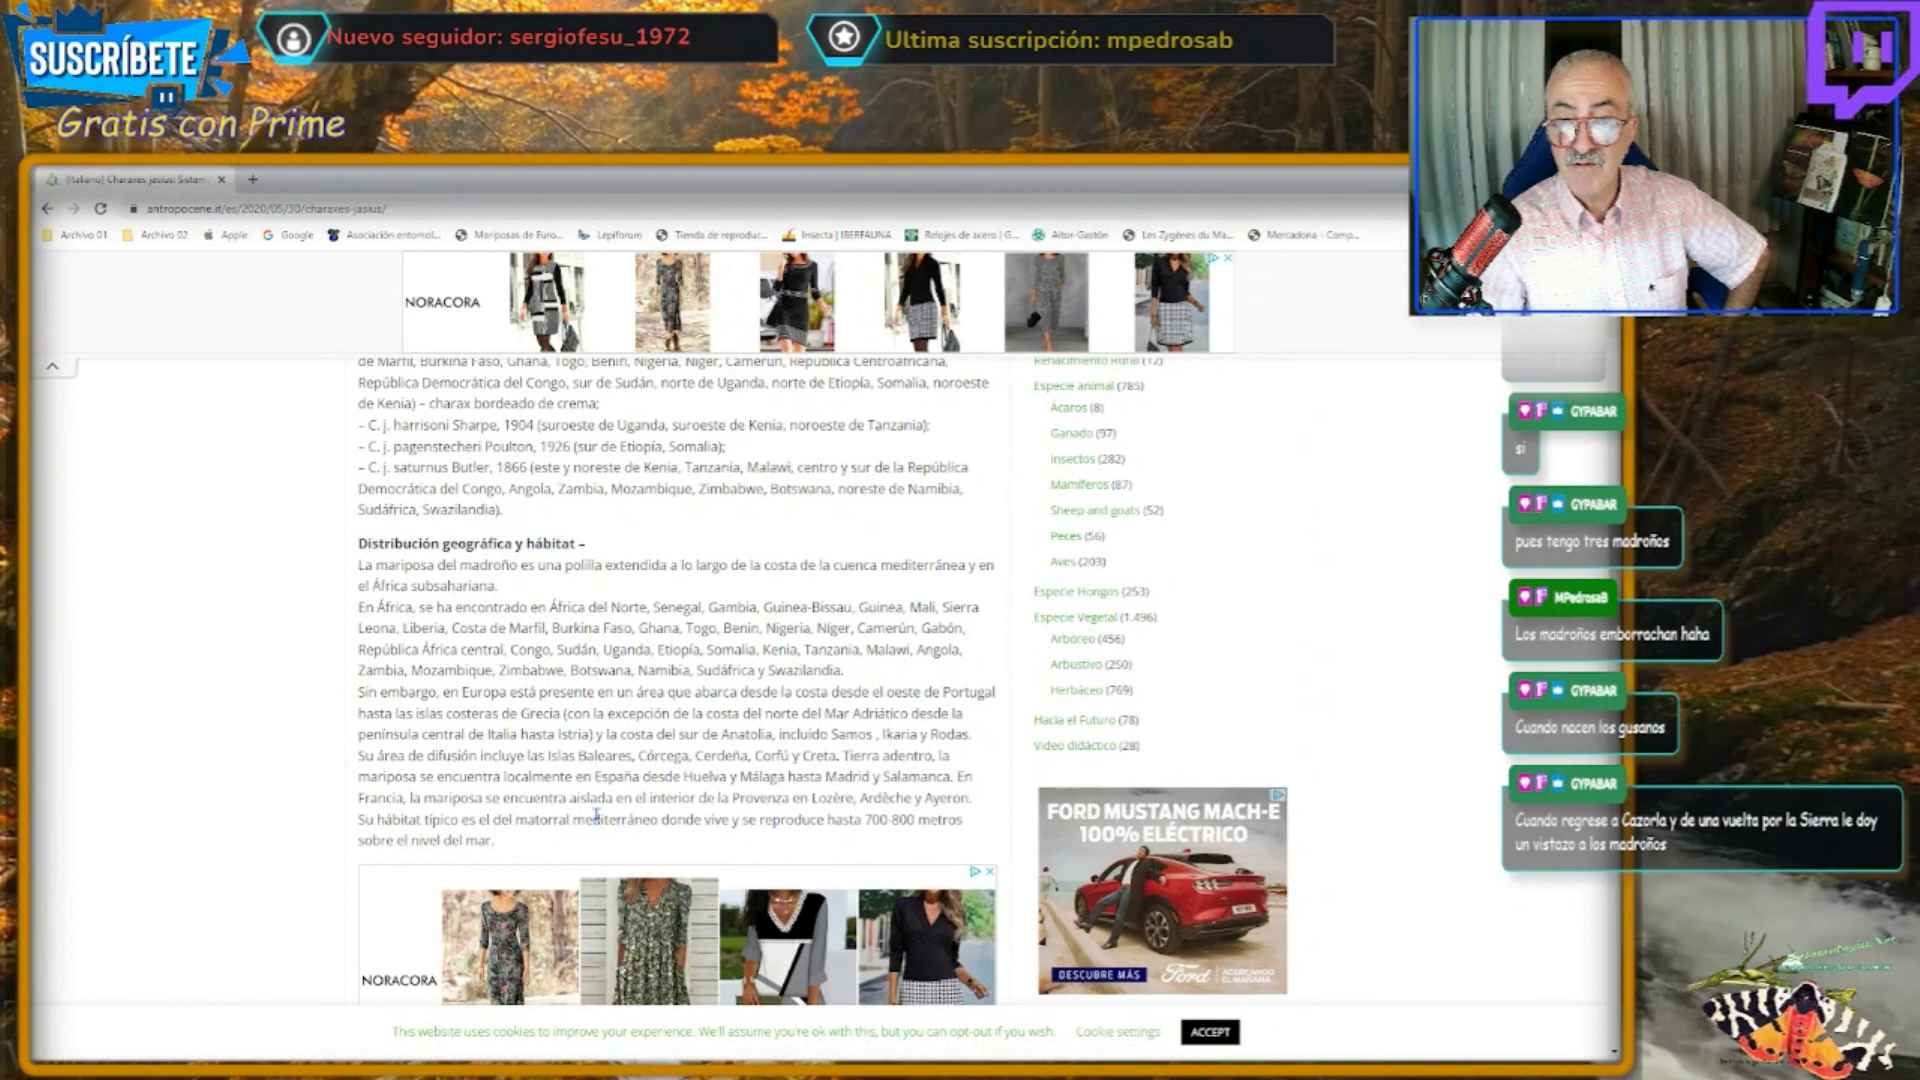 SUSCRÍBETE
Gratis con Prime
Nuevo seguidor: sergiofesu_1972
Ultima suscripción: mpedrosab
(Italiano) Charaxes jasius: Sistem
antropocene.it/es/2020/05/30/charaxes-jasius/
Archivo 01
Archivo 02
Apple
Google
Asociación entomol...
Mariposas de Euro...
Lepiforum
Tienda de reproduc...
Insecta | IBERFAUNA
Relojes de acero | G...
Aitor-Gastón
Les Zygènes du Ma...
Mercadona - Comp...
NORACORA
de Marfil, Burkina Faso, Ghana, Togo, Benin, Nigeria, Níger, Camerún, República Centroafricana,
República Democrática del Congo, sur de Sudán, norte de Uganda, norte de Etiopía, Somalia, noroeste
de Kenia) – charax bordeado de crema;
– C. j. harrisoni Sharpe, 1904 (suroeste de Uganda, suroeste de Kenia, noroeste de Tanzania);
– C. j. pagenstecheri Poulton, 1926 (sur de Etiopía, Somalia);
– C. j. saturnus Butler, 1866 (este y noreste de Kenia, Tanzania, Malawi, centro y sur de la República
Democrática del Congo, Angola, Zambia, Mozambique, Zimbabwe, Botswana, noreste de Namibia,
Sudáfrica, Swazilandia).
Distribución geográfica y hábitat –
La mariposa del madroño es una polilla extendida a lo largo de la costa de la cuenca mediterránea y en
el África subsahariana.
En África, se ha encontrado en África del Norte, Senegal, Gambia, Guinea-Bissau, Guinea, Mali, Sierra
Leona, Liberia, Costa de Marfil, Burkina Faso, Ghana, Togo, Benin, Nigeria, Níger, Camerún, Gabón,
República África central, Congo, Sudán, Uganda, Etiopía, Somalia, Kenia, Tanzania, Malawi, Angola,
Zambia, Mozambique, Zimbabwe, Botswana, Namibia, Sudáfrica y Swazilandia.
Sin embargo, en Europa está presente en un área que abarca desde la costa desde el oeste de Portugal
hasta las islas costeras de Grecia (con la excepción de la costa del norte del Mar Adriático desde la
península central de Italia hasta Istria) y la costa del sur de Anatolia, incluido Samos , Ikaria y Rodas.
Su área de difusión incluye las Islas Baleares, Córcega, Cerdeña, Corfú y Creta. Tierra adentro, la
mariposa se encuentra localmente en España desde Huelva y Málaga hasta Madrid y Salamanca. En
Francia, la mariposa se encuentra aislada en el interior de la Provenza en Lozère, Ardèche y Ayeron.
Su hábitat típico es el del matorral mediterráneo donde vive y se reproduce hasta 700-800 metros
sobre el nivel del mar.
NORACORA
Renacimiento Rural (12)
Especie animal (785)
Ácaros (8)
Ganado (97)
Insectos (282)
Mamíferos (87)
Sheep and goats (52)
Peces (56)
Aves (203)
Especie Hongos (253)
Especie Vegetal (1.496)
Arbóreo (456)
Arbustivo (250)
Herbáceo (769)
Hacia el Futuro (78)
Video didáctico (28)
FORD MUSTANG MACH-E
100% ELÉCTRICO
DESCUBRE MÁS
Ford
ACERCANDO
EL MAÑANA
This website uses cookies to improve your experience. We'll assume you're ok with this, but you can opt-out if you wish.
Cookie settings
ACCEPT
GYPABAR
si
GYPABAR
pues tengo tres madroños
MPedrosaB
Los madroños emborrachan haha
GYPABAR
Cuando nacen los gusanos
GYPABAR
Cuando regrese a Cazorla y de una vuelta por la Sierra le doy
un vistazo a los madroños